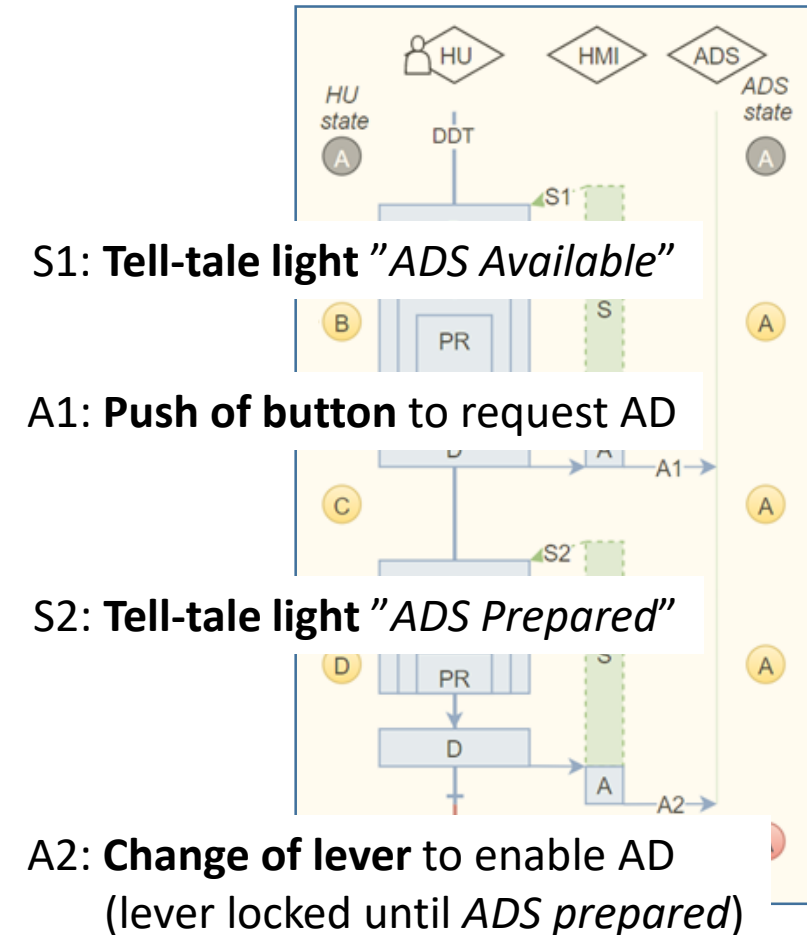 HU HMI ADS
HU state
ADS state
DDT
A A
S1
S1: Tell-tale light ”ADS Available”
B S A
PR
A1: Push of button to request AD
D A
A1
C A
S2
S2: Tell-tale light ”ADS Prepared”
D S A
PR
D
A
A2
A2: Change of lever to enable AD
(lever locked until ADS prepared)